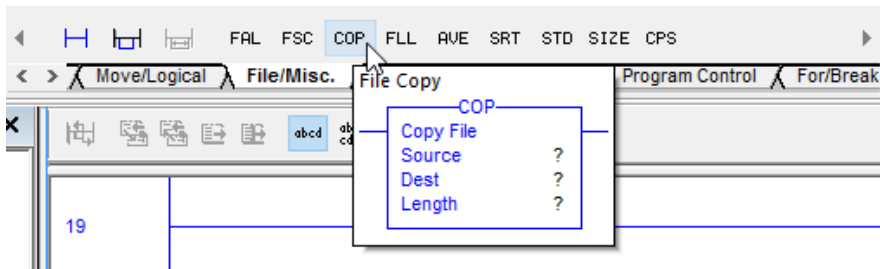 FAL FSC COP FLL AVE SRT STD SIZE CPS
Move/Logical File/Misc. Program Control For/Break
File Copy
COP
Copy File
Source ?
Dest ?
Length ?
abcd
19